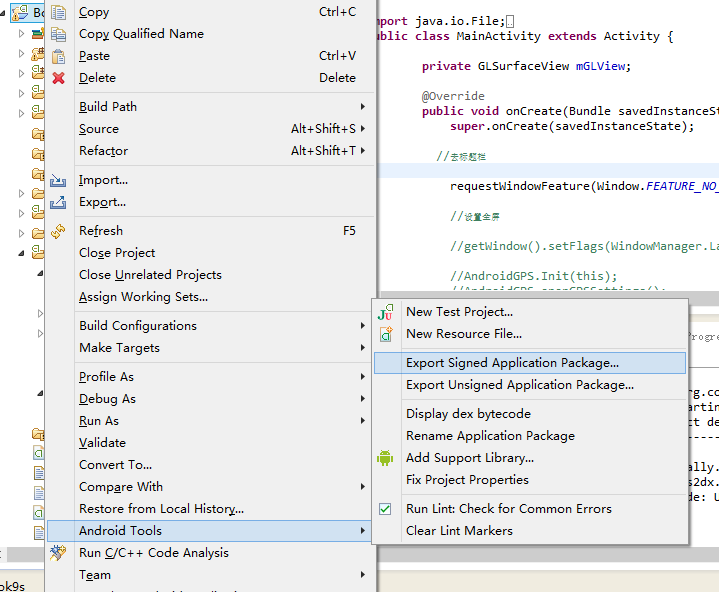 Bo
Copy Ctrl+C
Copy Qualified Name
Paste Ctrl+V
Delete Delete
Build Path
Source Alt+Shift+S
Refactor Alt+Shift+T
Import...
Export...
Refresh F5
Close Project
Close Unrelated Projects
Assign Working Sets...
Build Configurations
Make Targets
Profile As
Debug As
Run As
Validate
Convert To...
Compare With
Restore from Local History...
Android Tools
Run C/C++ Code Analysis
Team
ok9s
mport java.io.File;
ublic class MainActivity extends Activity {
private GLSurfaceView mGLView;
@Override
public void onCreate(Bundle savedInstanceSt
super.onCreate(savedInstanceState);
//去标题栏
requestWindowFeature(Window.FEATURE_NO_
//设置全屏
//getWindow().setFlags(WindowManager.La
//AndroidGPS.Init(this);
//AndroidGPS.openGPSSettings();
New Test Project...
New Resource File...
Export Signed Application Package...
Export Unsigned Application Package...
Display dex bytecode
Rename Application Package
Add Support Library...
Fix Project Properties
Run Lint: Check for Common Errors
Clear Lint Markers
Progre
rg.co
artin
ct de
ally.
s2dx.
de: U